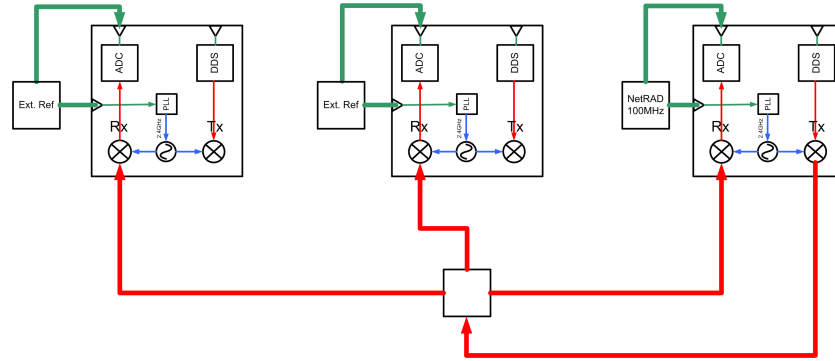 ADC
DDS
Ext. Ref
PLL
2.4GHz
Rx
Tx
ADC
DDS
Ext. Ref
PLL
2.4GHz
Rx
Tx
ADC
DDS
NetRAD
100MHz
PLL
2.4GHz
Rx
Tx